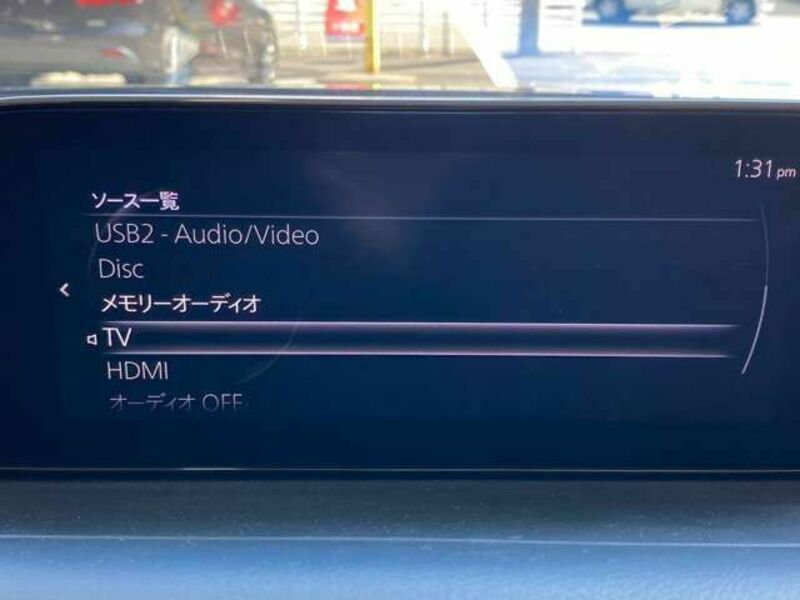 1:31 pm
ソース一覧
USB2 - Audio/Video
Disc
メモリーオーディオ
TV
HDMI
オーディオ OFF